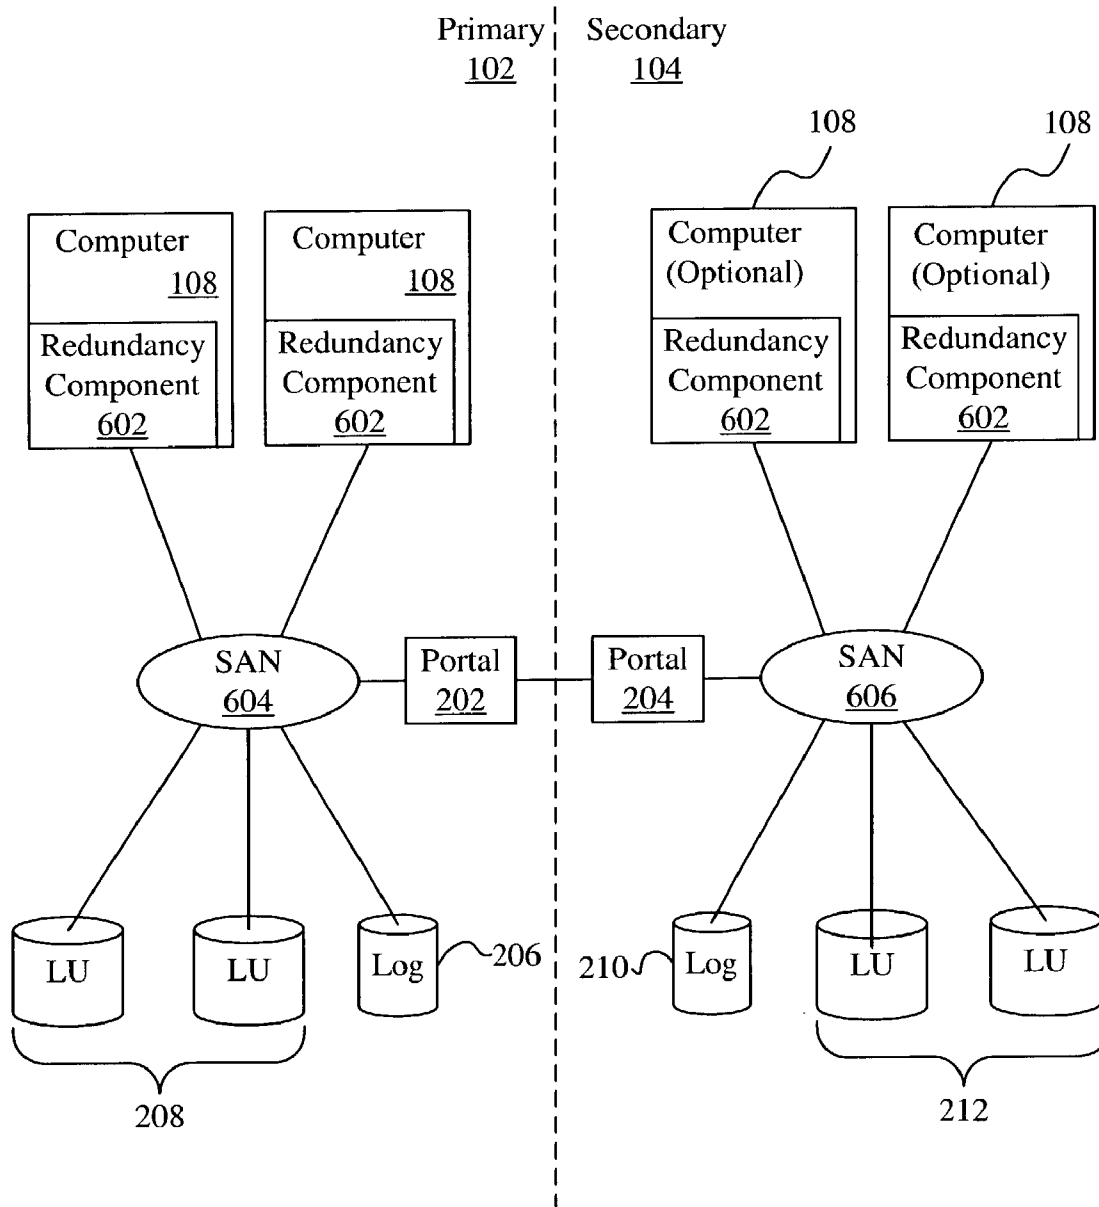 Primary
102
Secondary
104
108
108
Computer
108
Redundancy
Component
602
Computer
108
Redundancy
Component
602
Computer
(Optional)
Redundancy
Component
602
Computer
(Optional)
Redundancy
Component
602
SAN
604
Portal
202
Portal
204
SAN
606
LU
LU
Log
206
210
Log
LU
LU
208
212